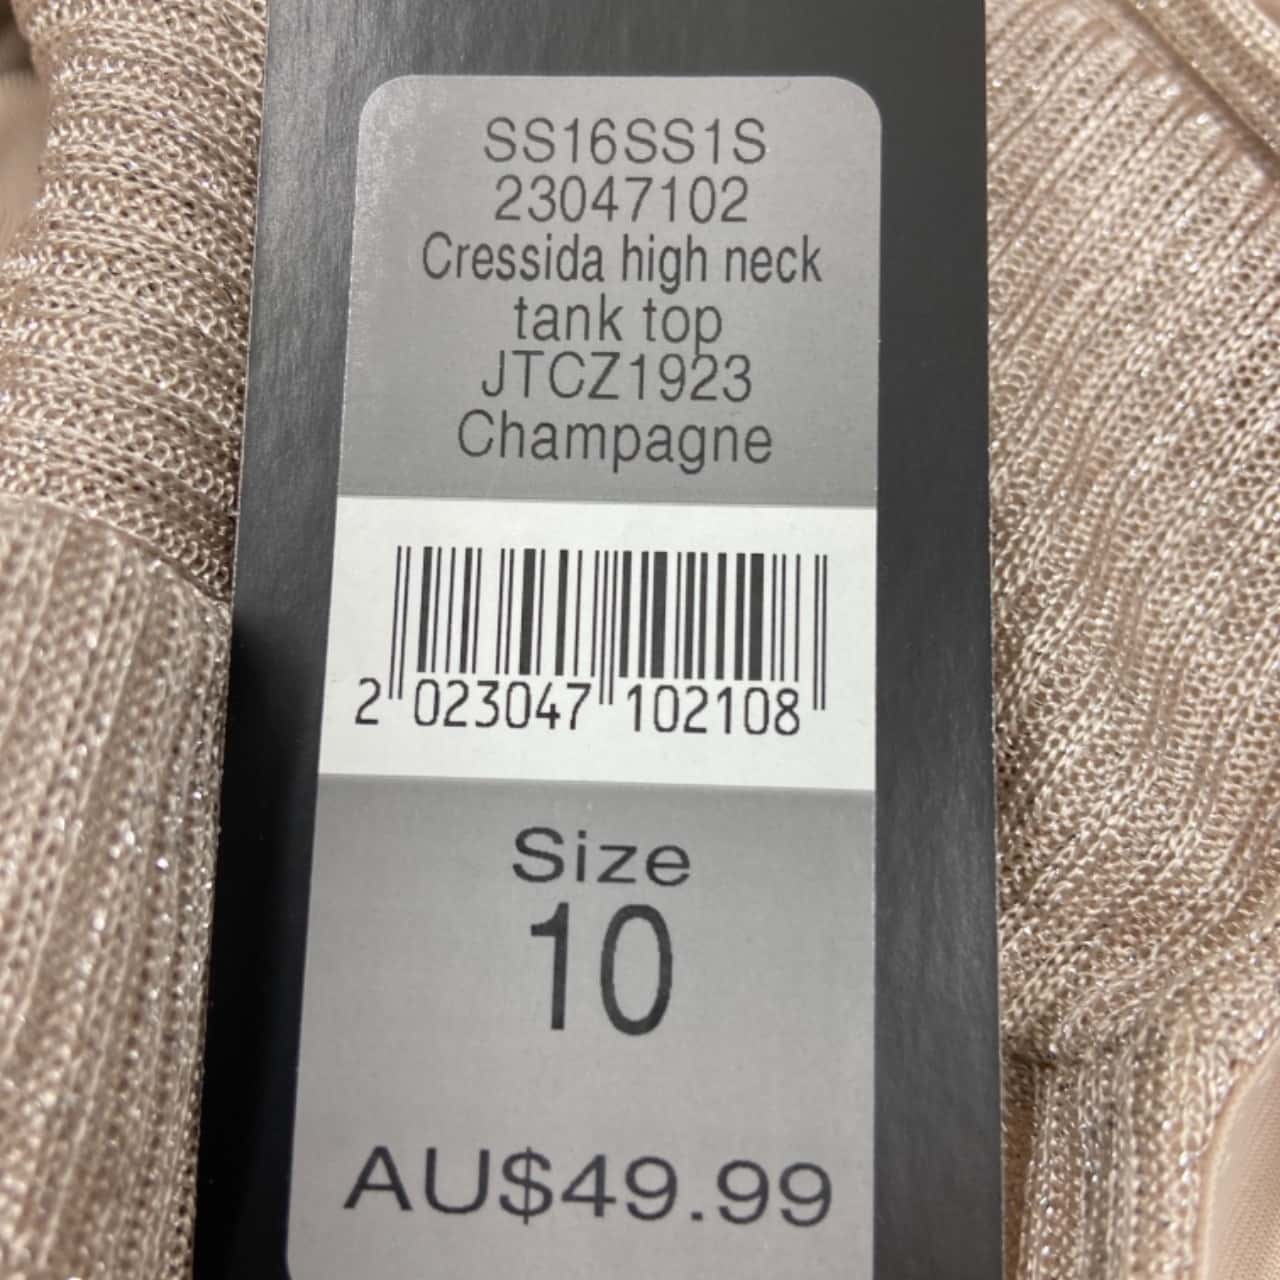 SS16SS1S
23047102
Cressida high neck
tank top
JTCZ1923
Champagne
2 023047 102108
Size
10
AU$49.99